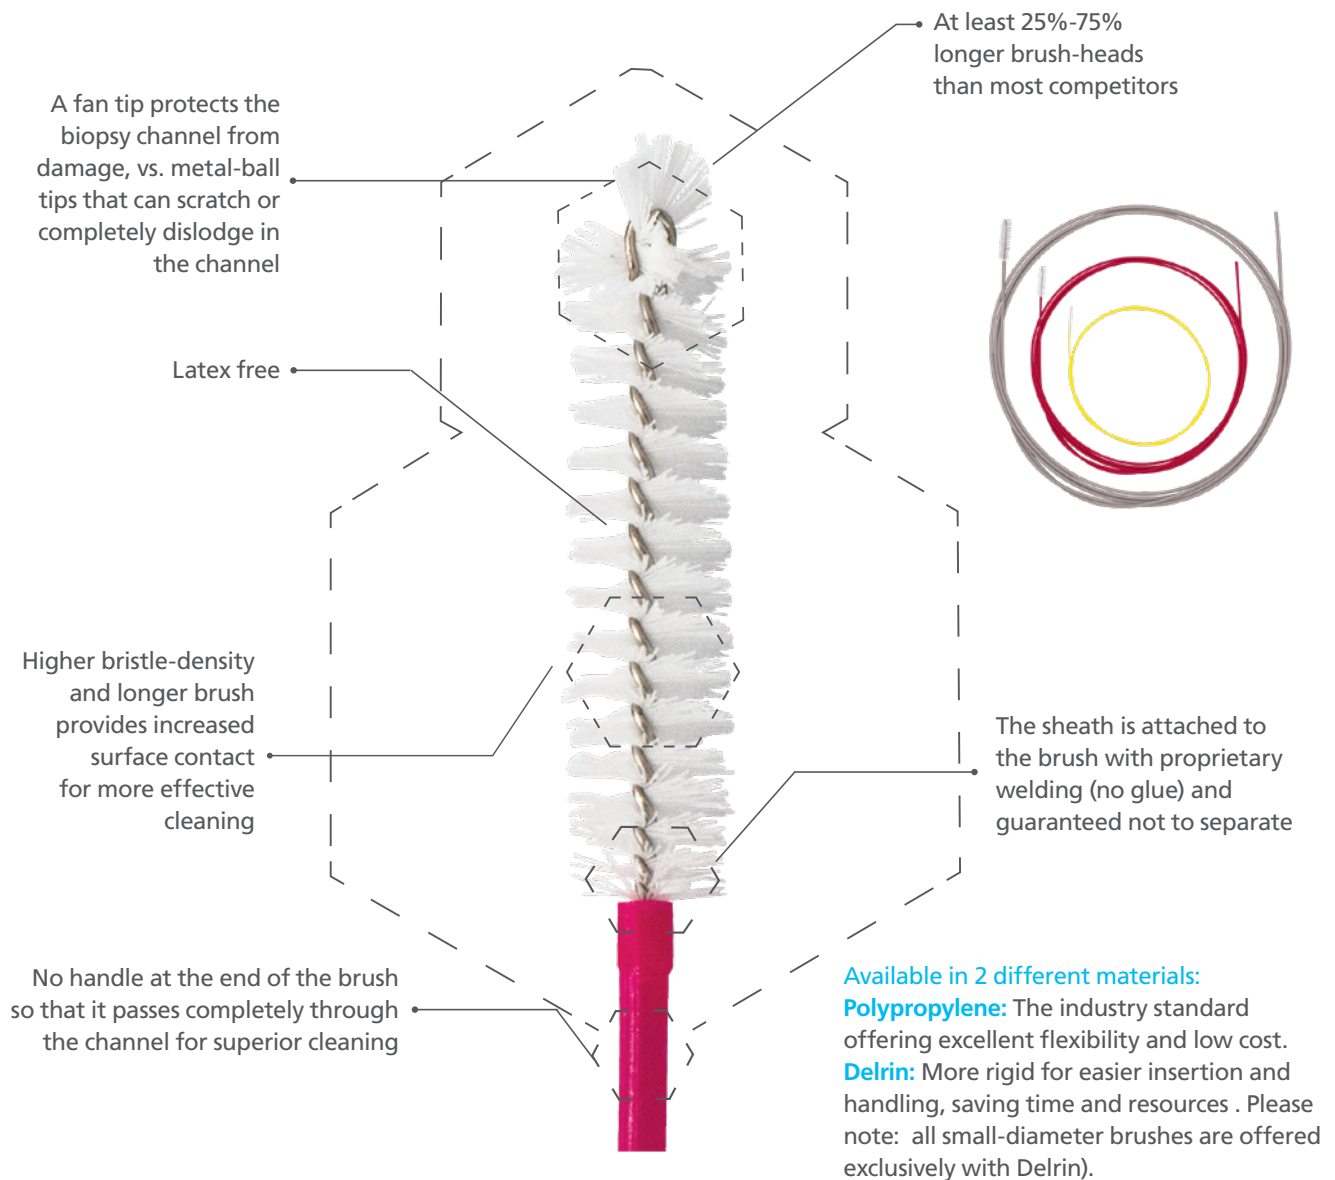 At least 25%-75%
longer brush-heads
than most competitors
A fan tip protects the
biopsy channel from
damage, vs. metal-ball
tips that can scratch or
completely dislodge in
the channel
Latex free
Higher bristle-density
and longer brush
provides increased
surface contact
for more effective
cleaning
The sheath is attached to
the brush with proprietary
welding (no glue) and
guaranteed not to separate
No handle at the end of the brush
so that it passes completely through
the channel for superior cleaning
Available in 2 different materials:
Polypropylene: The industry standard
offering excellent flexibility and low cost.
Delrin: More rigid for easier insertion and
handling, saving time and resources . Please
note:  all small-diameter brushes are offered
exclusively with Delrin).